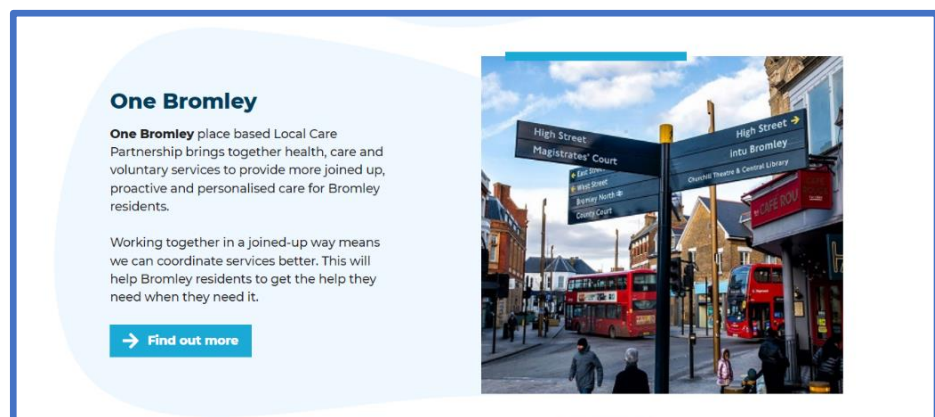 One Bromley
One Bromley place based Local Care
Partnership brings together health, care and
voluntary services to provide more joined up,
proactive and personalised care for Bromley
residents.
Working together in a joined-up way means
we can coordinate services better. This will
help Bromley residents to get the help they
need when they need it.
→ Find out more
High Street
Magistrates' Court
East Street
West Street
Bromley North
County Court
High Street →
intu Bromley
Churchill Theatre & Central Library
CAFE ROU